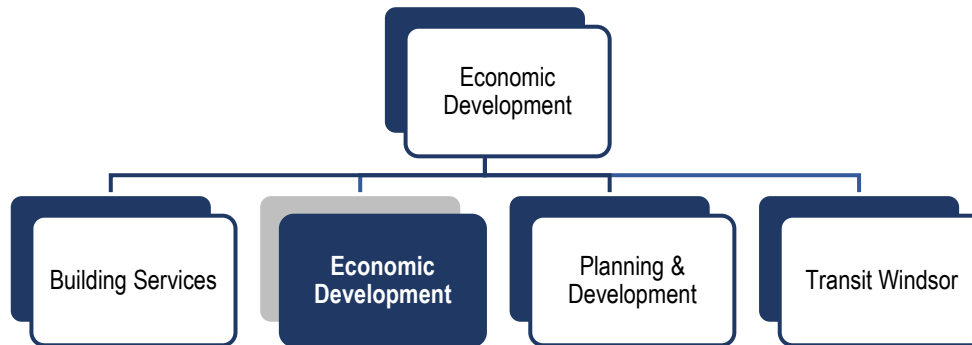 Economic
Development
Building Services
Economic
Development
Planning &
Development
Transit Windsor